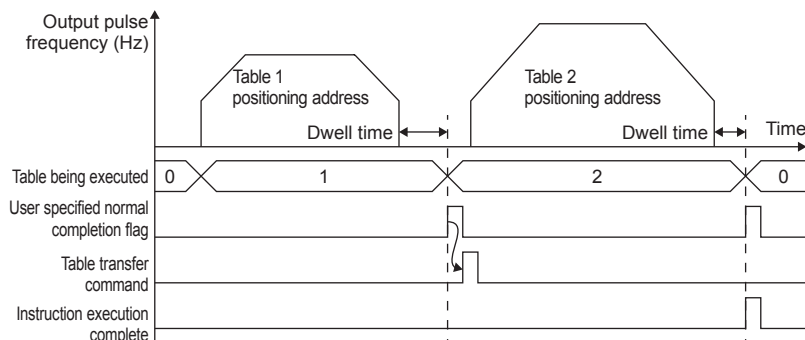 Output pulse
frequency (Hz)
Table 1
positioning address
Table 2
positioning address
Dwell time
Dwell time
Time
Table being executed
0
1
2
0
User specified normal
completion flag
Table transfer
command
Instruction execution
complete